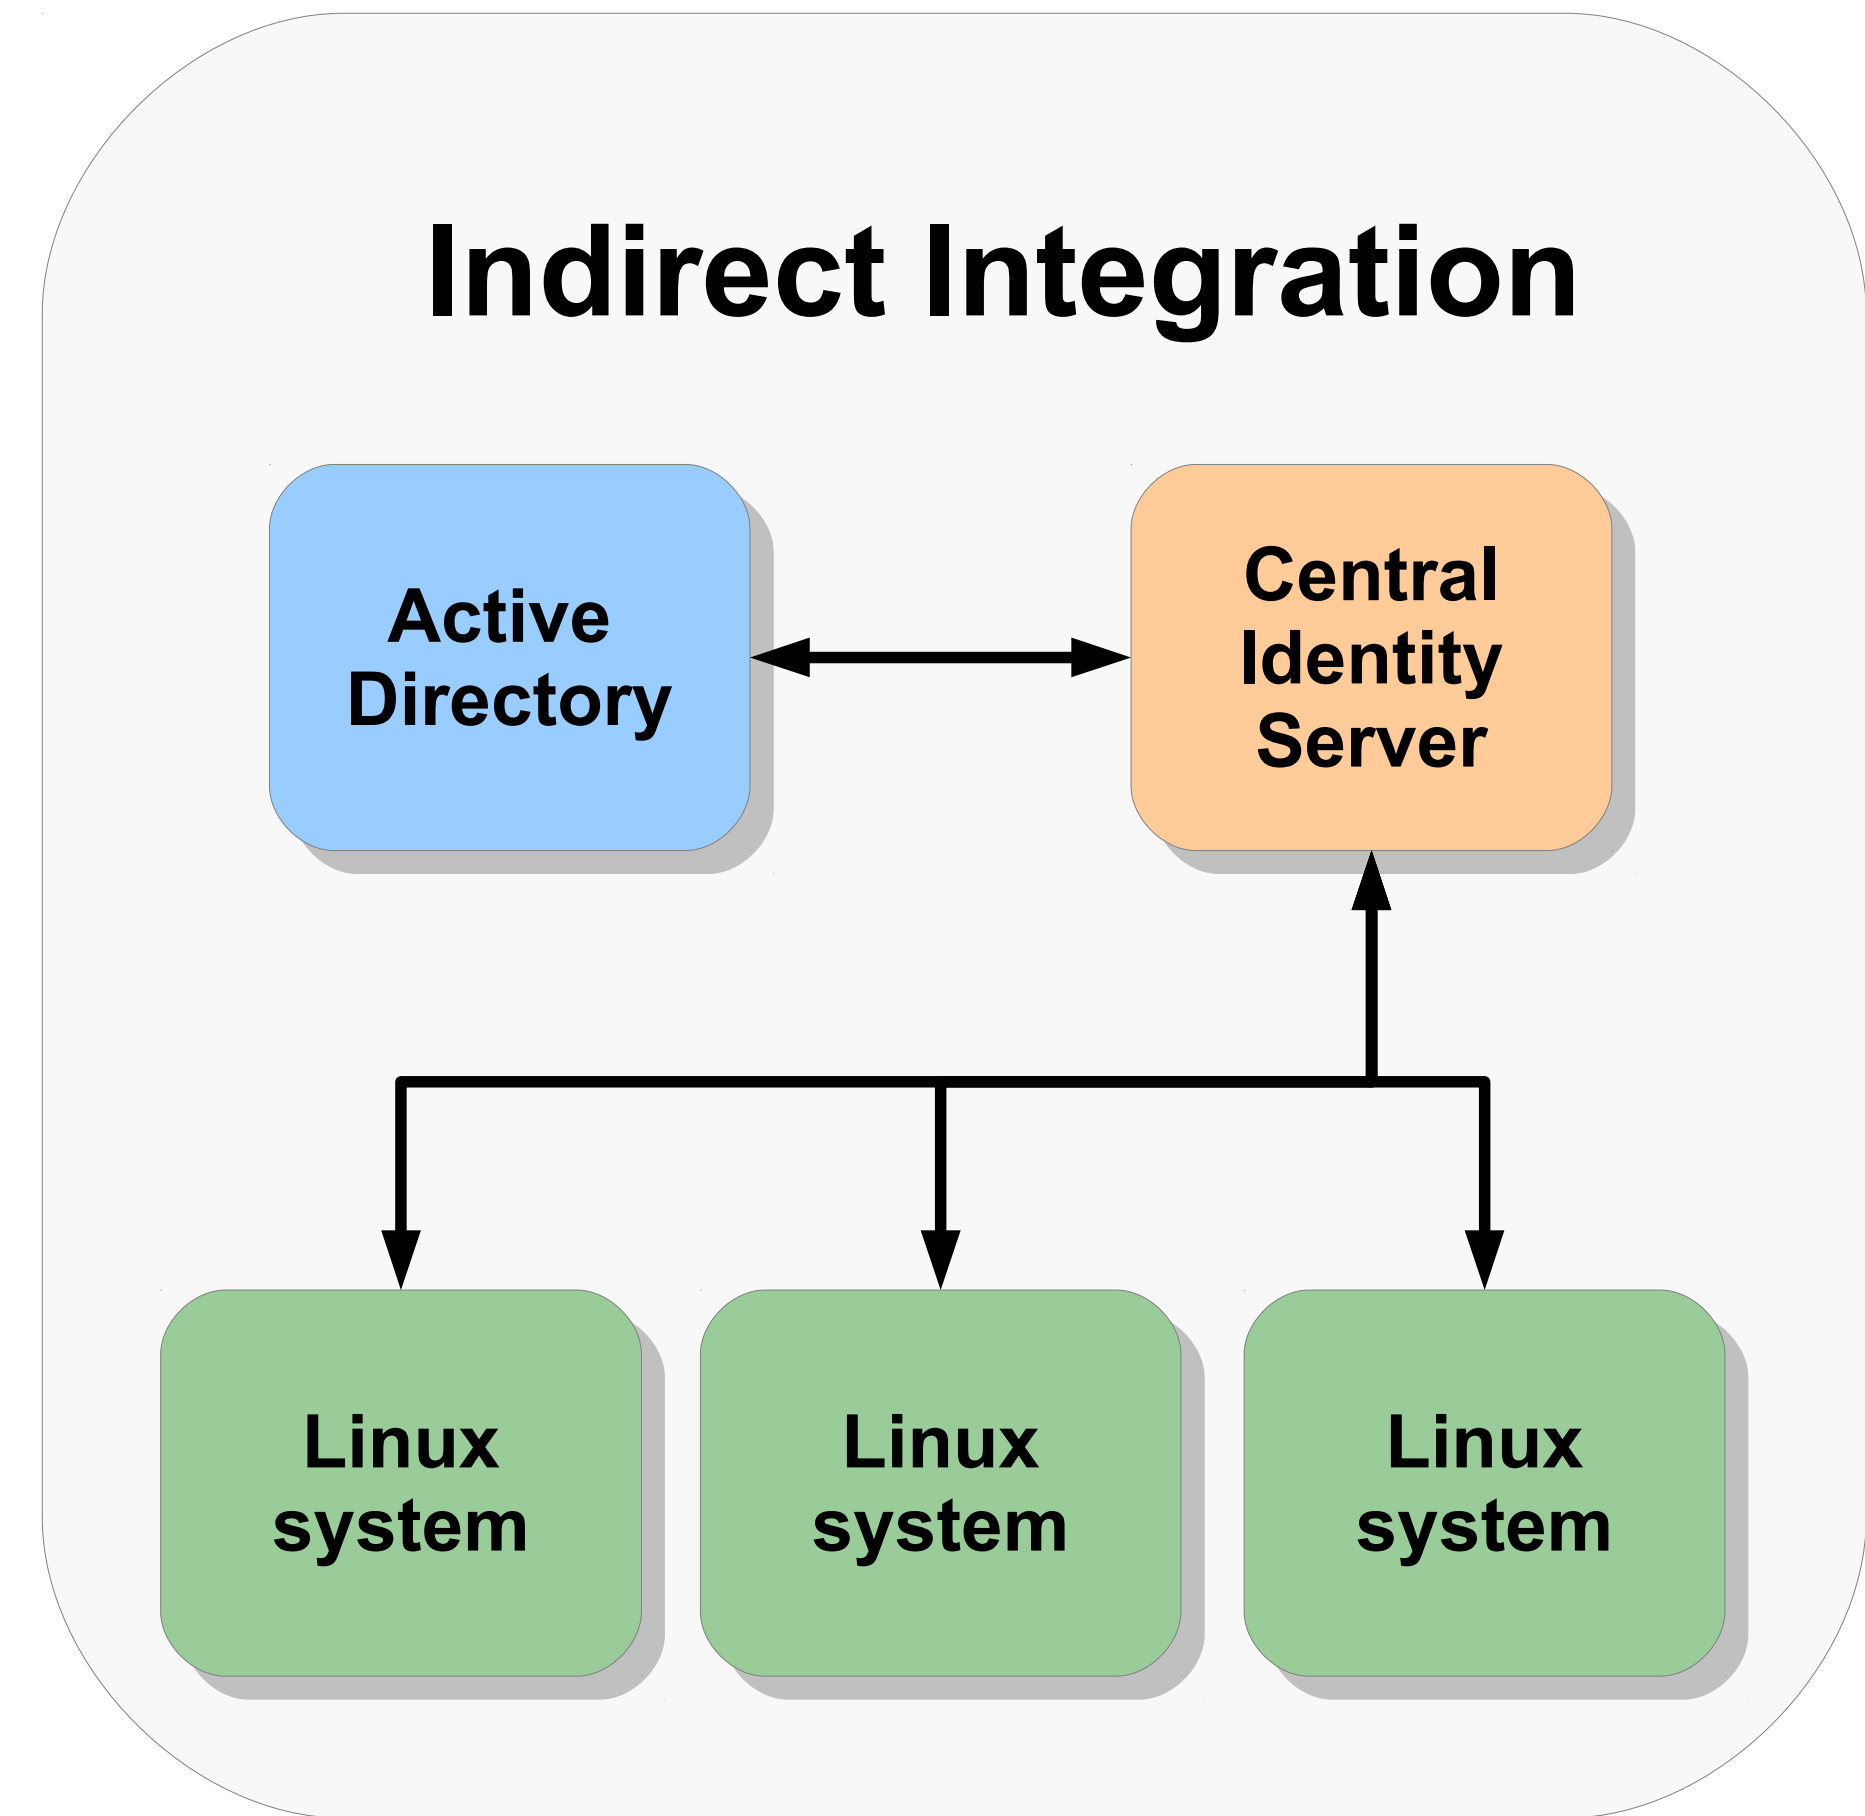 Indirect Integration
Active
Directory
Central
Identity
Server
Linux
system
Linux
system
Linux
system